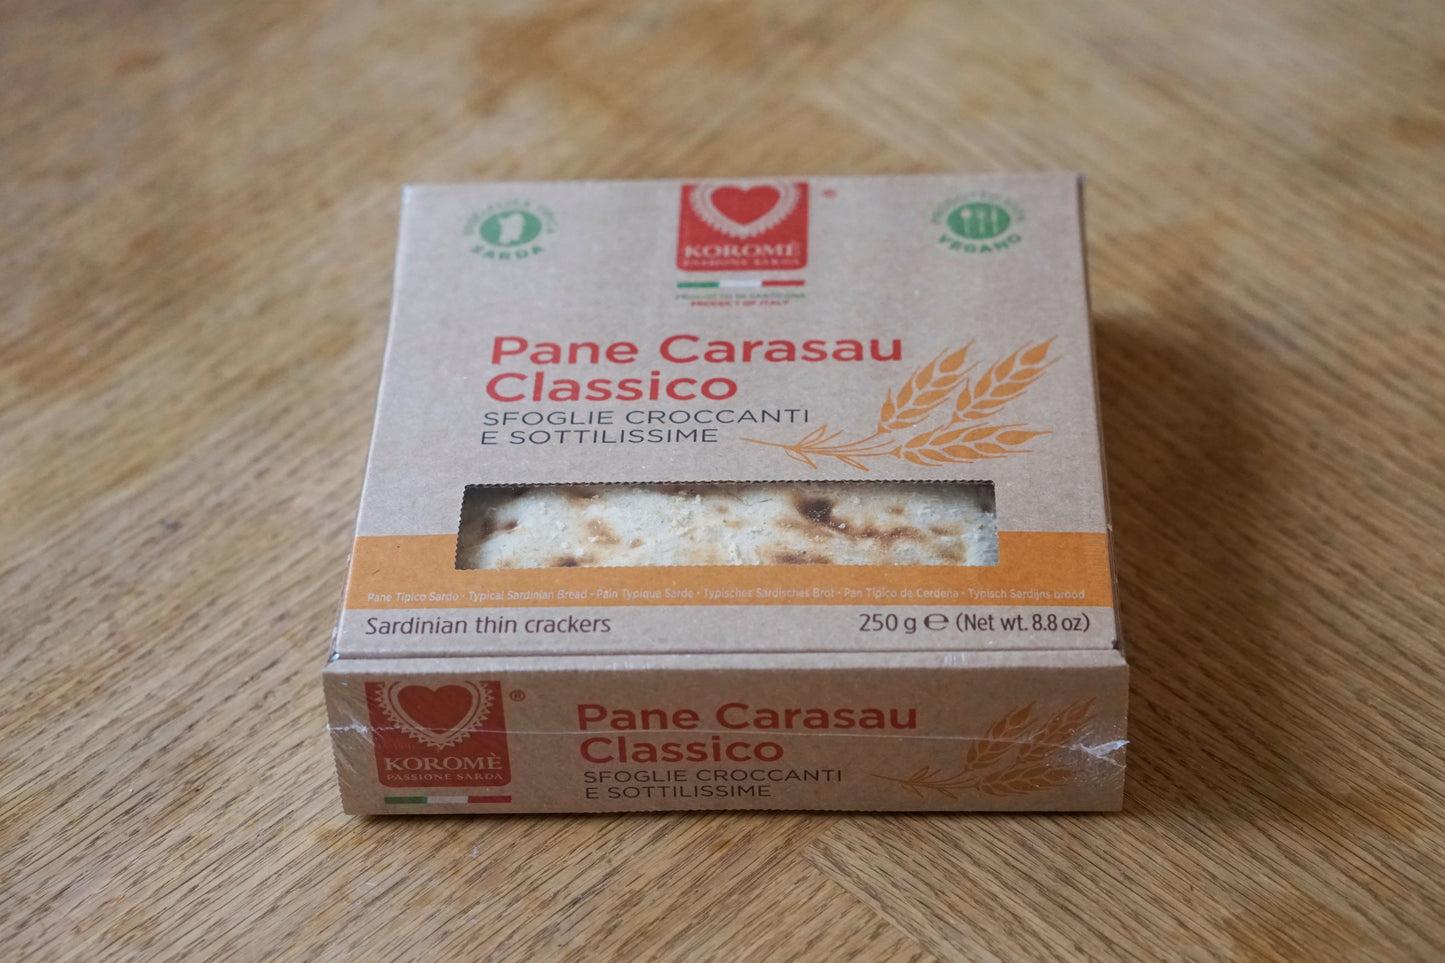 SARDA
KOROMÈ
PASSIONE SARDA
®
VEGANO
PRODOTTO IN SARDEGNA
PRODUCT OF ITALY
Pane Carasau
Classico
SFOGLIE CROCCANTI
E SOTTILISSIME
Pane Tipico Sardo · Typical Sardinian Bread · Pain Typique Sarde · Typisches Sardisches Brot · Pan Tipico de Cerdeña · Typisch Serdijns brood
Sardinian thin crackers
250 g ℮ (Net wt. 8.8 oz)
KOROMÈ
PASSIONE SARDA
®
Pane Carasau
Classico
SFOGLIE CROCCANTI
E SOTTILISSIME